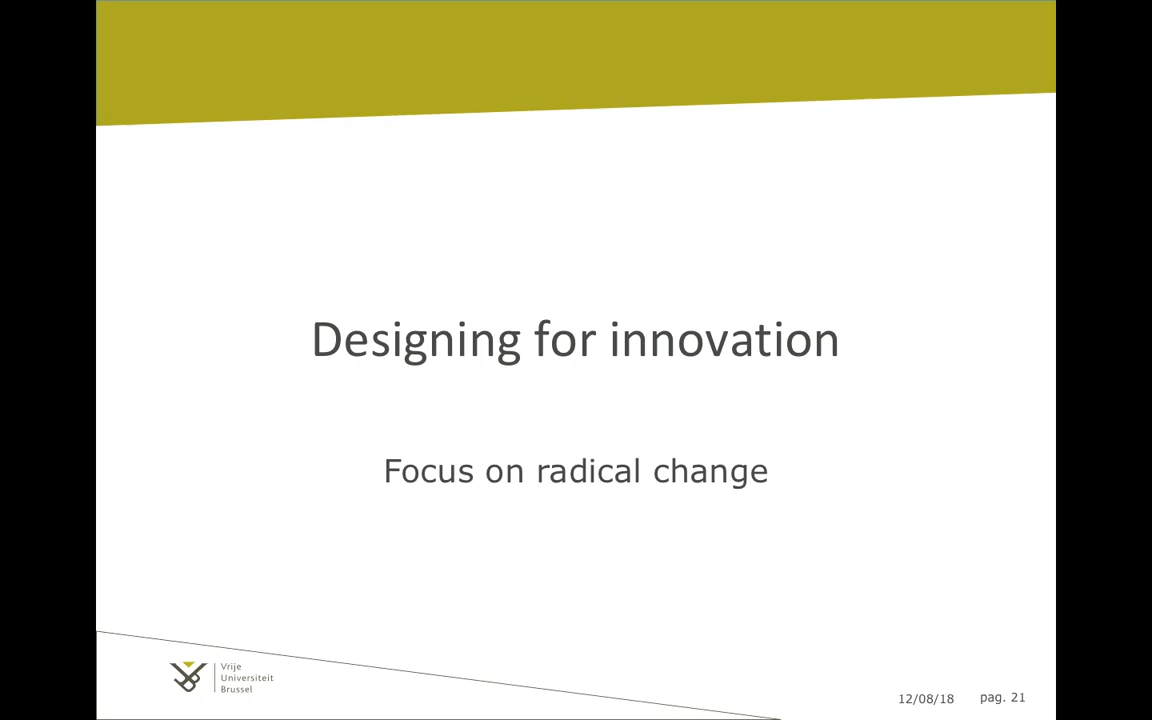 Designing for innovation
Focus on radical change
Vrije
Universiteit
Brussel
12/08/18 pag. 21